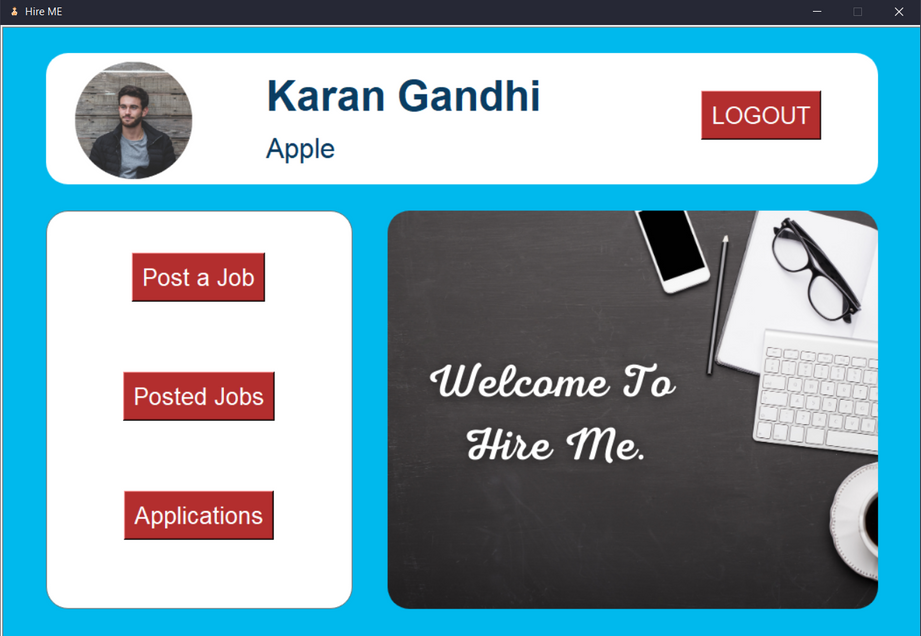 Hire ME
Karan Gandhi
Apple
LOGOUT
Post a Job
Posted Jobs
Applications
Welcome To
Hire Me.